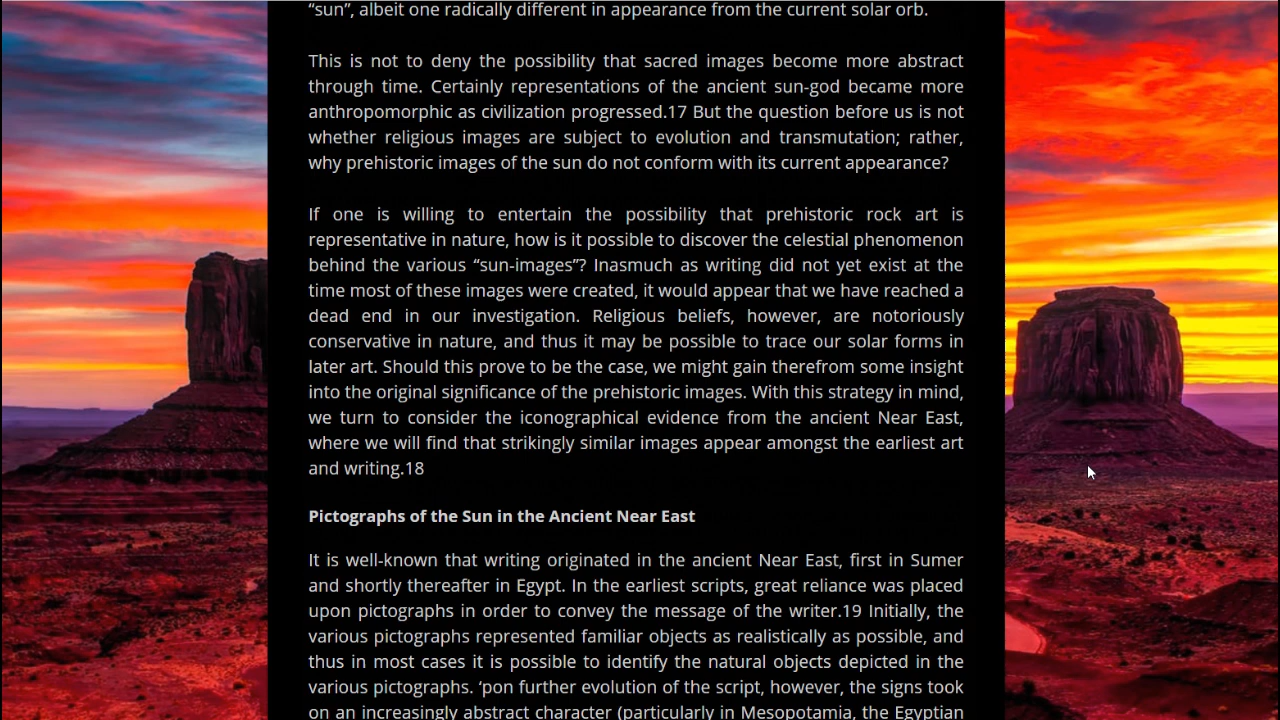 “sun”, albeit one radically different in appearance from the current solar orb.
This is not to deny the possibility that sacred images become more abstract
through time. Certainly representations of the ancient sun-god became more
anthropomorphic as civilization progressed.17 But the question before us is not
whether religious images are subject to evolution and transmutation; rather,
why prehistoric images of the sun do not conform with its current appearance?
If one is willing to entertain the possibility that prehistoric rock art is
representative in nature, how is it possible to discover the celestial phenomenon
behind the various “sun-images”? Inasmuch as writing did not yet exist at the
time most of these images were created, it would appear that we have reached a
dead end in our investigation. Religious beliefs, however, are notoriously
conservative in nature, and thus it may be possible to trace our solar forms in
later art. Should this prove to be the case, we might gain therefrom some insight
into the original significance of the prehistoric images. With this strategy in mind,
we turn to consider the iconographical evidence from the ancient Near East,
where we will find that strikingly similar images appear amongst the earliest art
and writing.18
Pictographs of the Sun in the Ancient Near East
It is well-known that writing originated in the ancient Near East, first in Sumer
and shortly thereafter in Egypt. In the earliest scripts, great reliance was placed
upon pictographs in order to convey the message of the writer.19 Initially, the
various pictographs represented familiar objects as realistically as possible, and
thus in most cases it is possible to identify the natural objects depicted in the
various pictographs. ‘pon further evolution of the script, however, the signs took
on an increasingly abstract character (particularly in Mesopotamia, the Egyptian